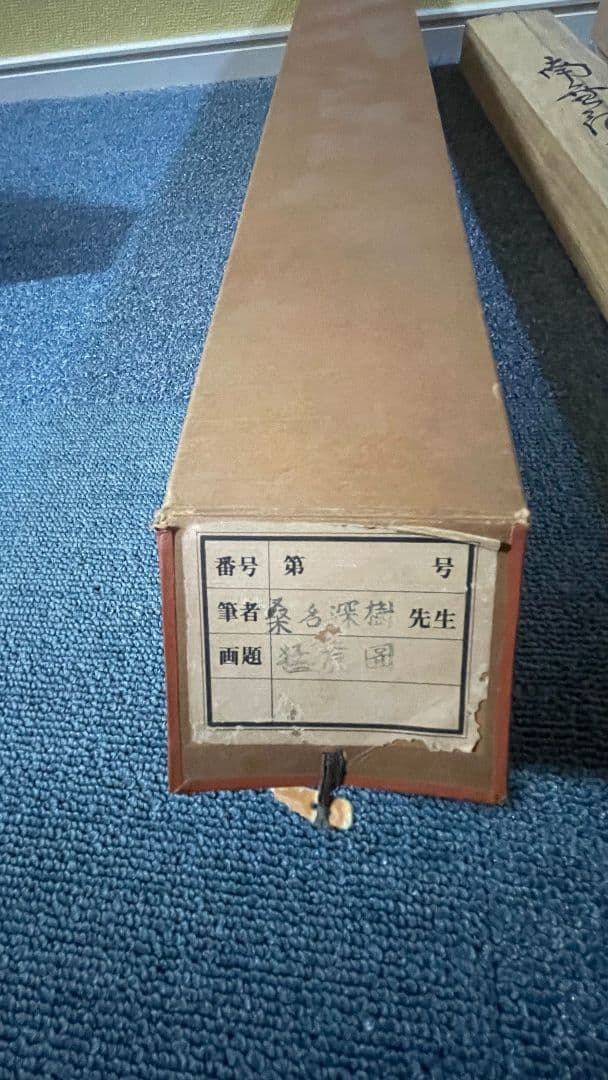 番号 第 号
筆者 桑名深樹 先生
画題 猛虎図